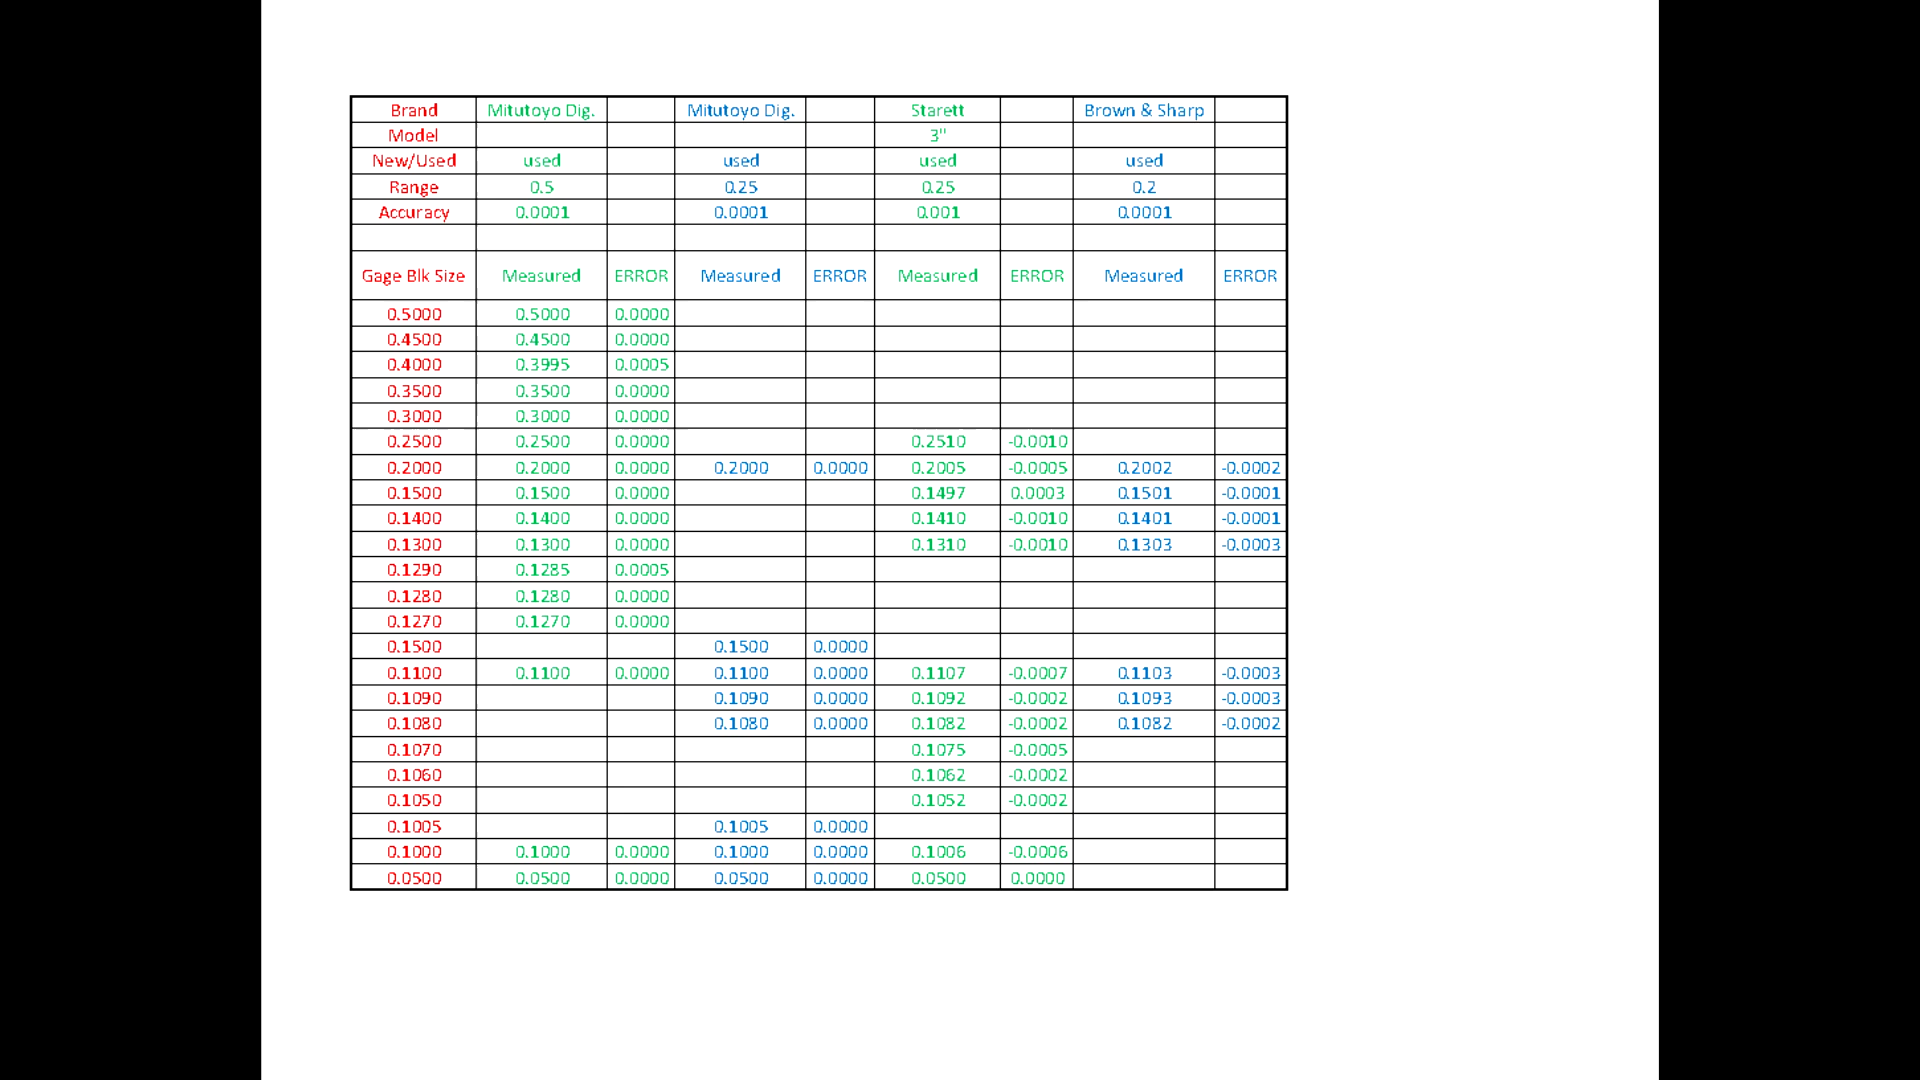 Brand Mitutoyo Dig. Mitutoyo Dig. Starett Brown & Sharp
Model 3"
New/Used used used used used
Range 0.5 0.25 0.25 0.2
Accuracy 0.0001 0.0001 0.001 0.0001
Gage Blk Size Measured ERROR Measured ERROR Measured ERROR Measured ERROR
0.5000 0.5000 0.0000
0.4500 0.4500 0.0000
0.4000 0.3995 0.0005
0.3500 0.3500 0.0000
0.3000 0.3000 0.0000
0.2500 0.2500 0.0000 0.2510 -0.0010
0.2000 0.2000 0.0000 0.2000 0.0000 0.2005 -0.0005 0.2002 -0.0002
0.1500 0.1500 0.0000 0.1497 0.0003 0.1501 -0.0001
0.1400 0.1400 0.0000 0.1410 -0.0010 0.1401 -0.0001
0.1300 0.1300 0.0000 0.1310 -0.0010 0.1303 -0.0003
0.1290 0.1285 0.0005
0.1280 0.1280 0.0000
0.1270 0.1270 0.0000
0.1500 0.1500 0.0000
0.1100 0.1100 0.0000 0.1100 0.0000 0.1107 -0.0007 0.1103 -0.0003
0.1090 0.1090 0.0000 0.1092 -0.0002 0.1093 -0.0003
0.1080 0.1080 0.0000 0.1082 -0.0002 0.1082 -0.0002
0.1070 0.1075 -0.0005
0.1060 0.1062 -0.0002
0.1050 0.1052 -0.0002
0.1005 0.1005 0.0000
0.1000 0.1000 0.0000 0.1000 0.0000 0.1006 -0.0006
0.0500 0.0500 0.0000 0.0500 0.0000 0.0500 0.0000